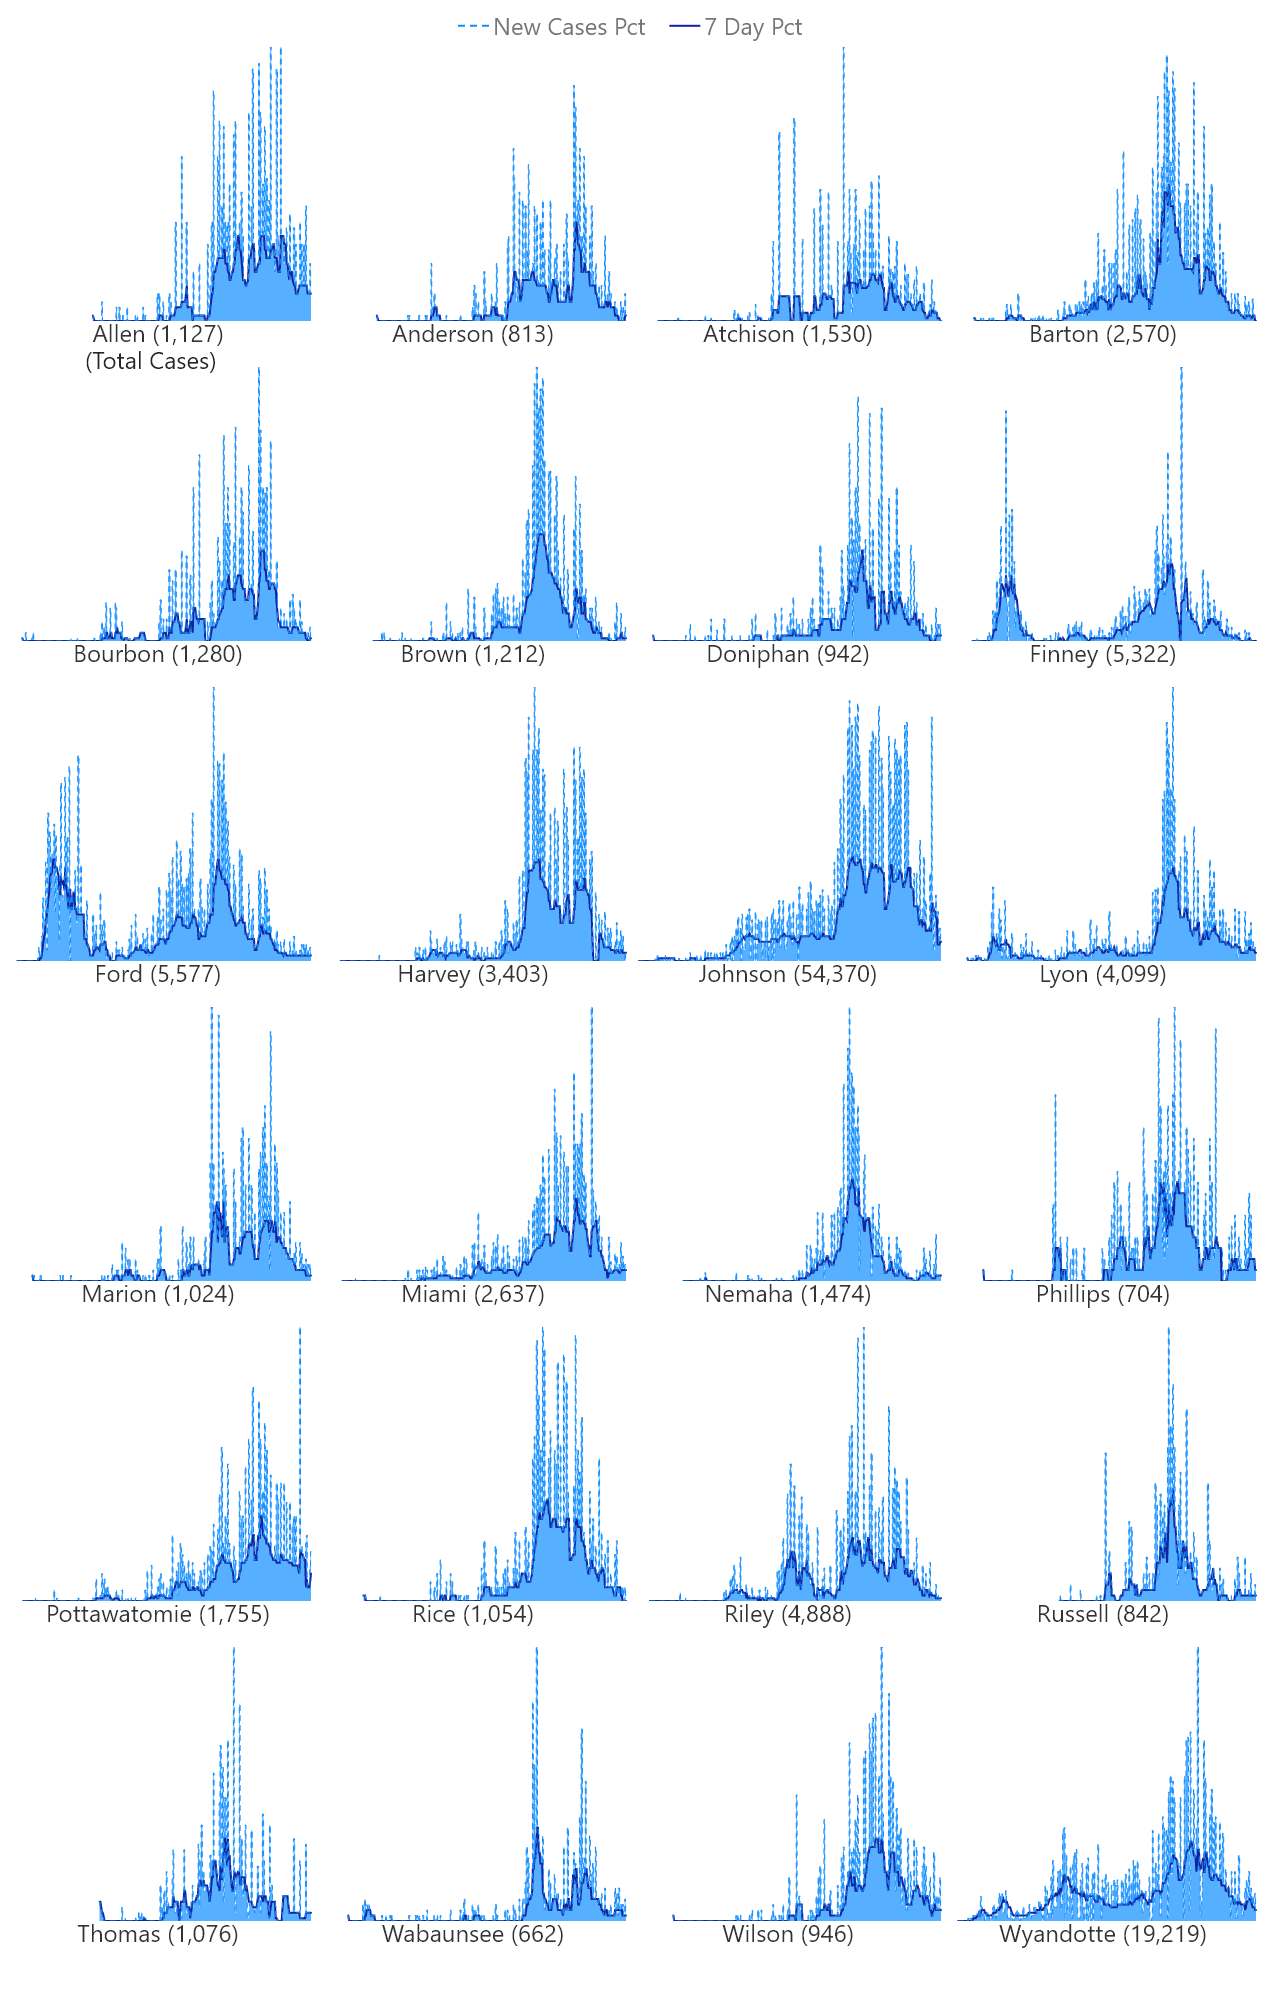 New Cases Pct 7 Day Pct
Allen (1,127) Anderson (813) Atchison (1,530) Barton (2,570)
(Total Cases)
Bourbon (1,280) Brown (1,212) Doniphan (942) Finney (5,322)
Ford (5,577) Harvey (3,403) Johnson (54,370) Lyon (4,099)
Marion (1,024) Miami (2,637) Nemaha (1,474) Phillips (704)
Pottawatomie (1,755) Rice (1,054) Riley (4,888) Russell (842)
Thomas (1,076) Wabaunsee (662) Wilson (946) Wyandotte (19,219)